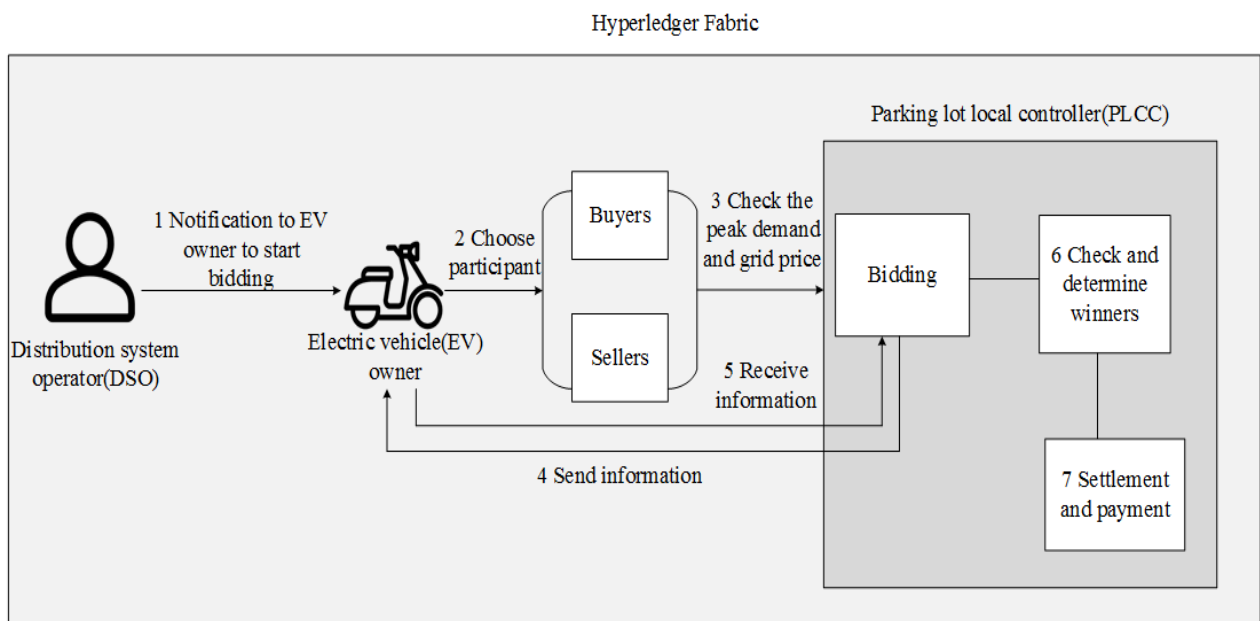 Hyperledger Fabric
Parking lot local controller(PLCC)
1 Notification to EV
owner to start
bidding
Distribution system
operator(DSO)
Electric vehicle(EV)
owner
2 Choose
participant
Buyers
Sellers
3 Check the
peak demand
and grid price
Bidding
4 Send information
5 Receive
information
6 Check and
determine
winners
7 Settlement
and payment